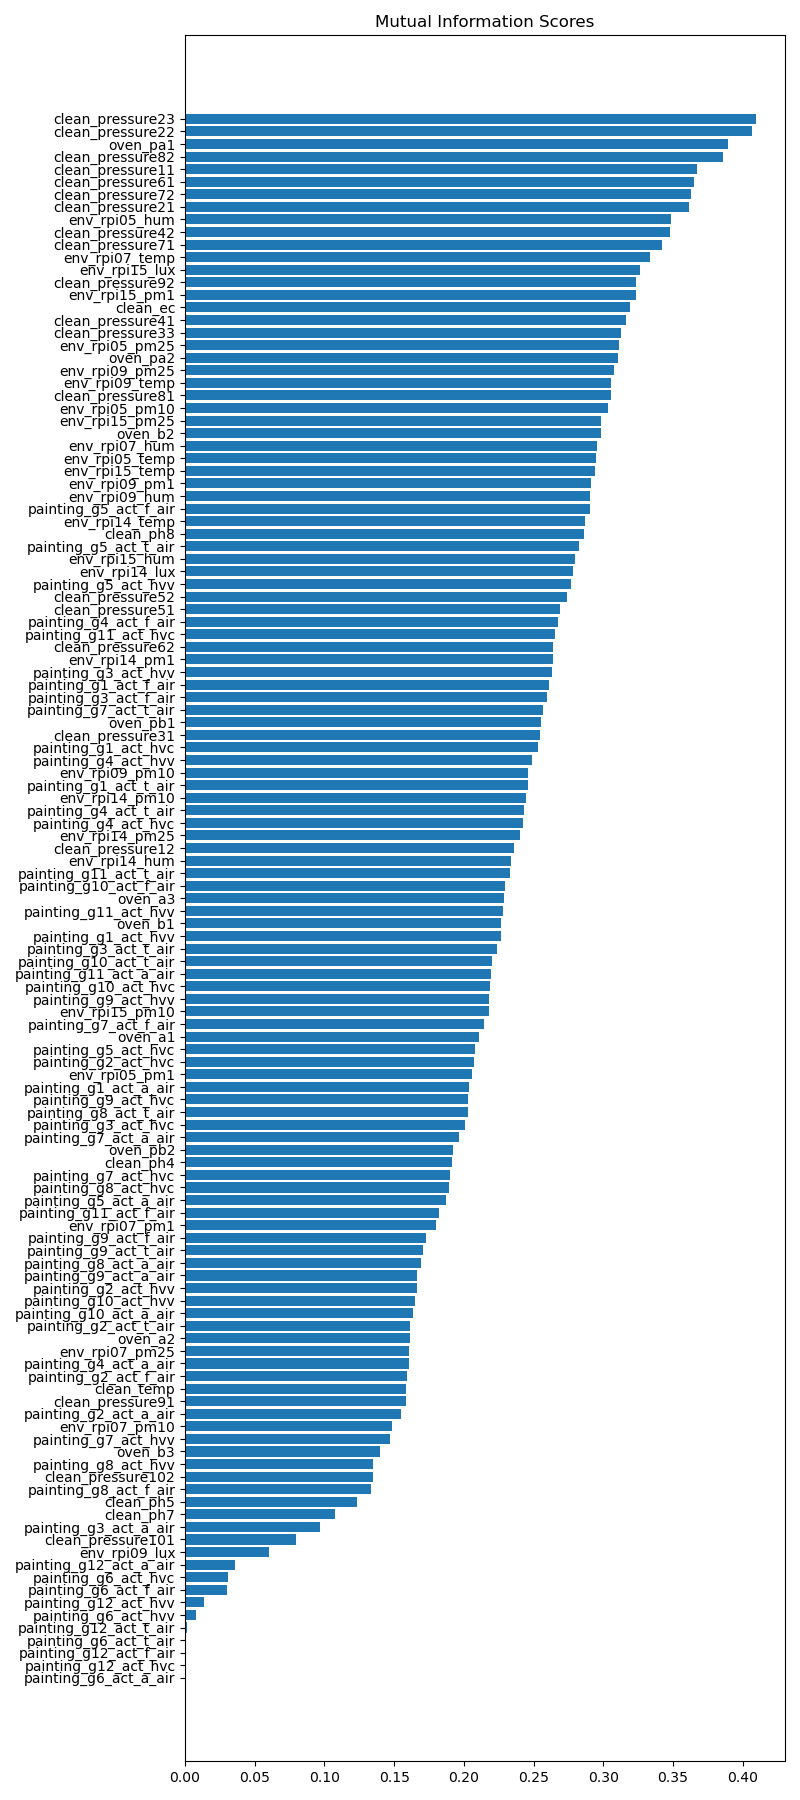 Mutual Information Scores
clean_pressure23
clean_pressure22
oven_pa1
clean_pressure82
clean_pressure11
clean_pressure61
clean_pressure72
clean_pressure21
env_rpi05_hum
clean_pressure42
clean_pressure71
env_rpi07_temp
env_rpi15_lux
clean_pressure92
env_rpi15_pm1
clean_ec
clean_pressure41
clean_pressure33
env_rpi05_pm25
oven_pa2
env_rpi09_pm25
env_rpi09_temp
clean_pressure81
env_rpi05_pm10
env_rpi15_pm25
oven_b2
env_rpi07_hum
env_rpi05_temp
env_rpi15_temp
env_rpi09_pm1
env_rpi09_hum
painting_g5_act_f_air
env_rpi14_temp
clean_ph8
painting_g5_act_t_air
env_rpi15_hum
env_rpi14_lux
painting_g5_act_hvv
clean_pressure52
clean_pressure51
painting_g4_act_f_air
painting_g11_act_hvc
clean_pressure62
env_rpi14_pm1
painting_g3_act_hvv
painting_g1_act_f_air
painting_g3_act_f_air
painting_g7_act_t_air
oven_pb1
clean_pressure31
painting_g1_act_hvc
painting_g4_act_hvv
env_rpi09_pm10
painting_g1_act_t_air
env_rpi14_pm10
painting_g4_act_t_air
painting_g4_act_hvc
env_rpi14_pm25
clean_pressure12
env_rpi14_hum
painting_g11_act_t_air
painting_g10_act_f_air
oven_a3
painting_g11_act_hvv
oven_b1
painting_g1_act_hvv
painting_g3_act_t_air
painting_g10_act_t_air
painting_g11_act_a_air
painting_g10_act_hvc
painting_g9_act_hvv
env_rpi15_pm10
painting_g7_act_f_air
oven_a1
painting_g5_act_hvc
painting_g2_act_hvc
env_rpi05_pm1
painting_g1_act_a_air
painting_g9_act_hvc
painting_g8_act_t_air
painting_g3_act_hvc
painting_g7_act_a_air
oven_pb2
clean_ph4
painting_g7_act_hvc
painting_g8_act_hvc
painting_g5_act_a_air
painting_g11_act_f_air
env_rpi07_pm1
painting_g9_act_f_air
painting_g9_act_t_air
painting_g8_act_a_air
painting_g9_act_a_air
painting_g2_act_hvv
painting_g10_act_hvv
painting_g10_act_a_air
painting_g2_act_t_air
oven_a2
env_rpi07_pm25
painting_g4_act_a_air
painting_g2_act_f_air
clean_temp
clean_pressure91
painting_g2_act_a_air
env_rpi07_pm10
painting_g7_act_hvv
oven_b3
painting_g8_act_hvv
clean_pressure102
painting_g8_act_f_air
clean_ph5
clean_ph7
painting_g3_act_a_air
clean_pressure101
env_rpi09_lux
painting_g12_act_a_air
painting_g6_act_hvc
painting_g6_act_f_air
painting_g12_act_hvv
painting_g6_act_hvv
painting_g12_act_t_air
painting_g6_act_t_air
painting_g12_act_f_air
painting_g12_act_hvc
painting_g6_act_a_air
0.00 0.05 0.10 0.15 0.20 0.25 0.30 0.35 0.40